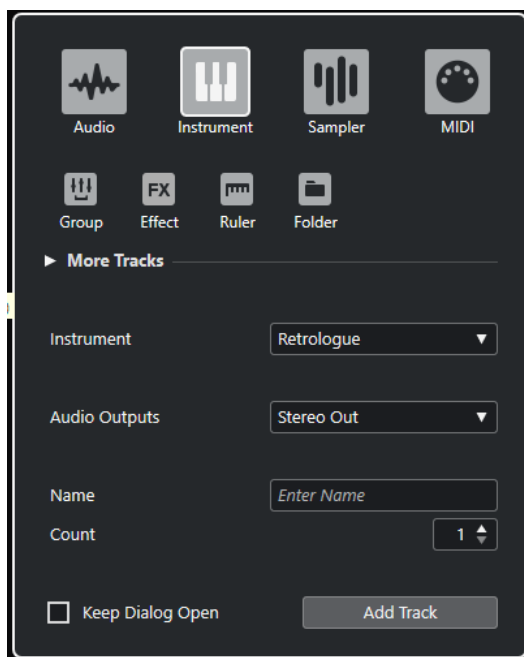 Audio Instrument Sampler MIDI
FX
Group Effect Ruler Folder
More Tracks
Instrument Retrologue
Audio Outputs Stereo Out
Name Enter Name
Count 1
Keep Dialog Open Add Track